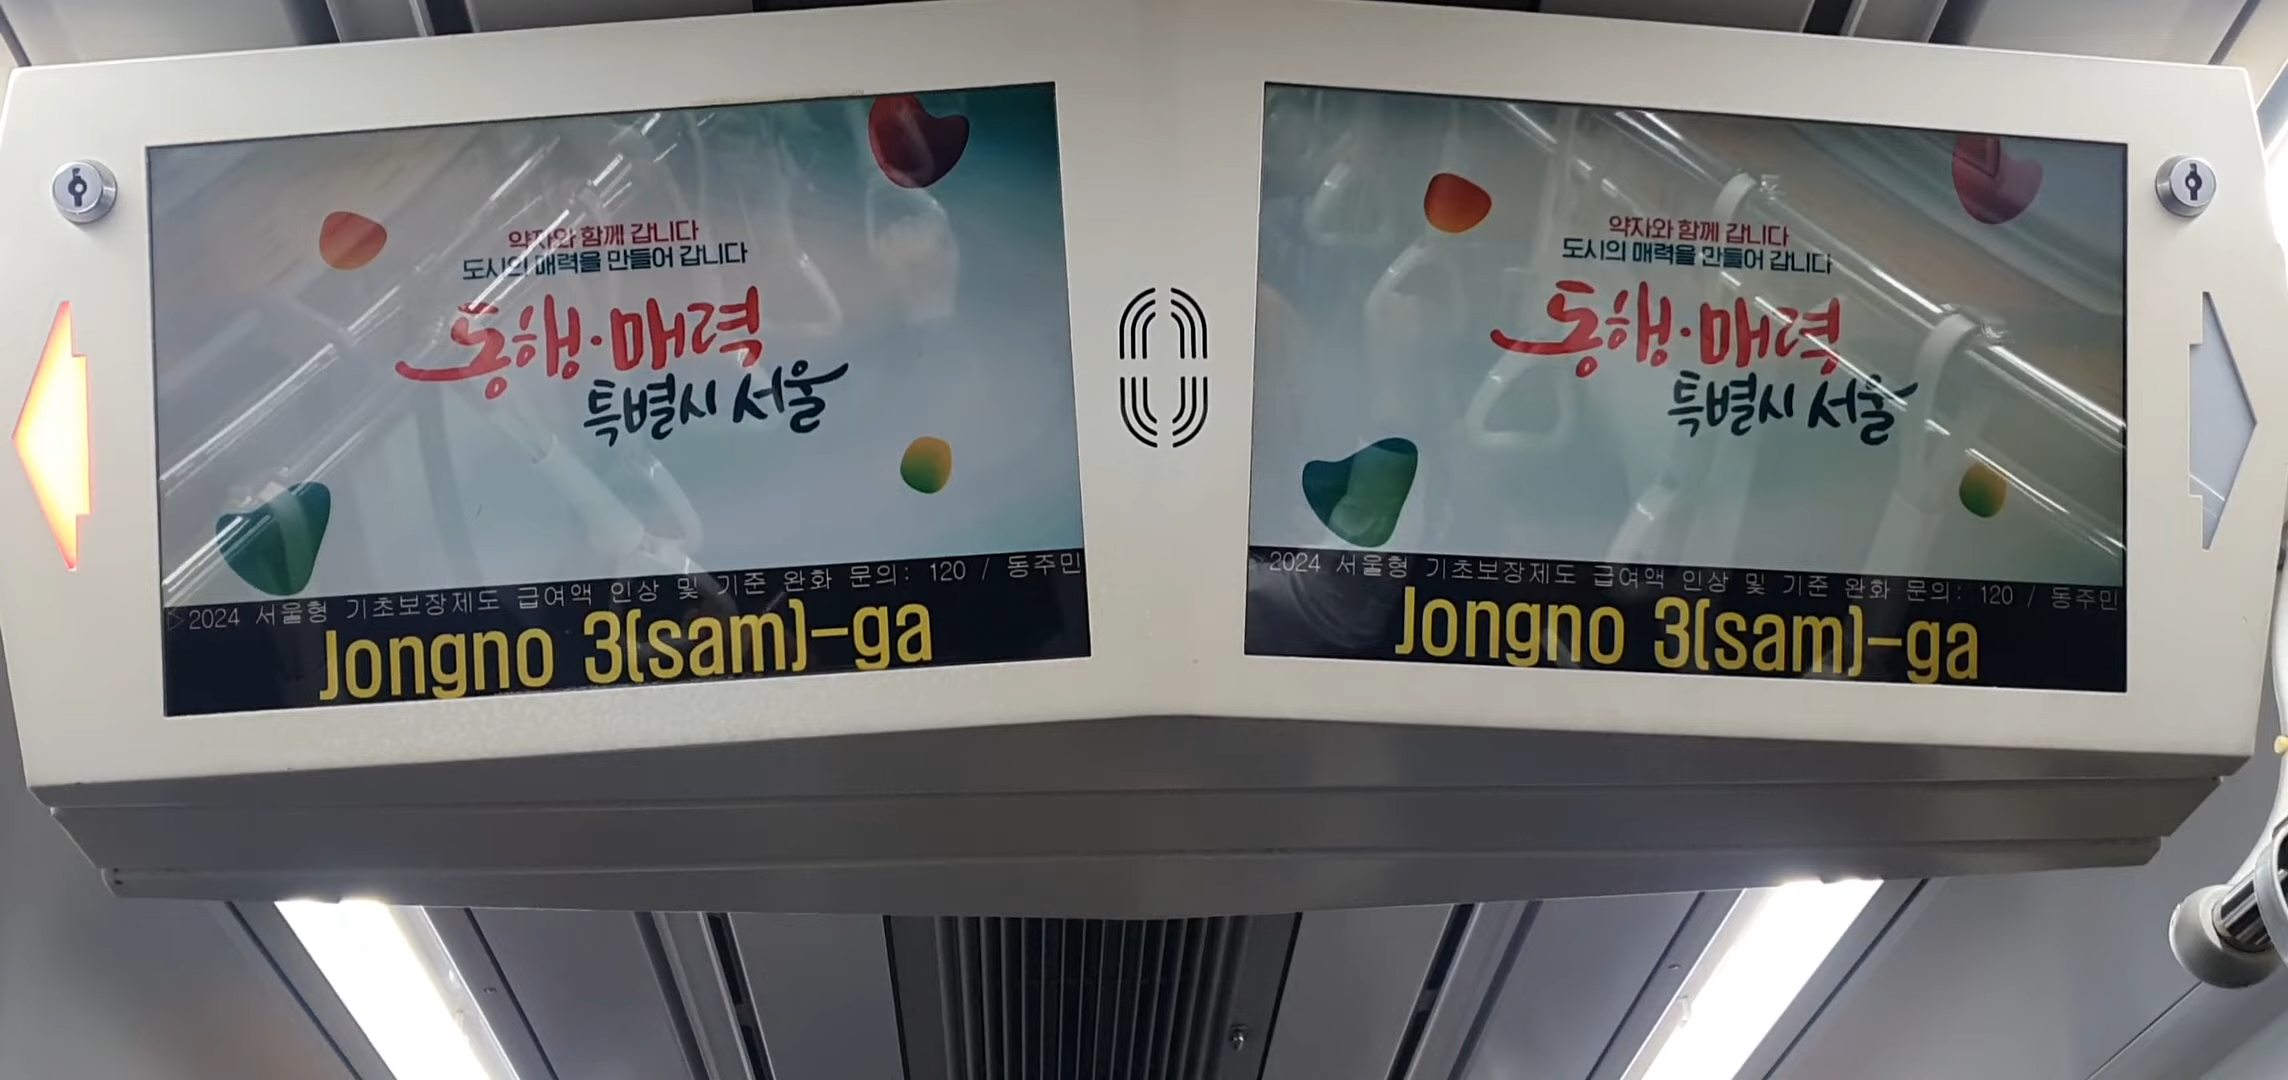 약자와 함께 갑니다
도시의 매력을 만들어 갑니다
동행·매력
특별시 서울
▷2024 서울형 기초보장제도 급여액 인상 및 기준 완화 문의: 120 / 동주민
Jongno 3(sam)-ga
약자와 함께 갑니다
도시의 매력을 만들어 갑니다
동행·매력
특별시 서울
2024 서울형 기초보장제도 급여액 인상 및 기준 완화 문의: 120 / 동주민
Jongno 3(sam)-ga